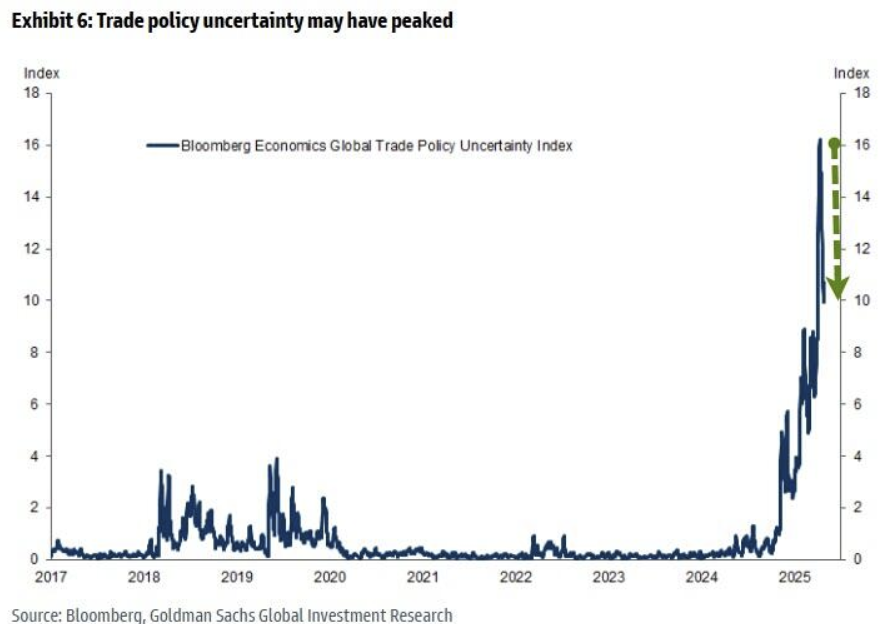 Exhibit 6: Trade policy uncertainty may have peaked
Index Index
18 18
Bloomberg Economics Global Trade Policy Uncertainty Index
16 16
14 14
12 12
10 10
8 8
6 6
4 4
2 2
0 0
2017 2018 2019 2020 2021 2022 2023 2024 2025
Source: Bloomberg, Goldman Sachs Global Investment Research